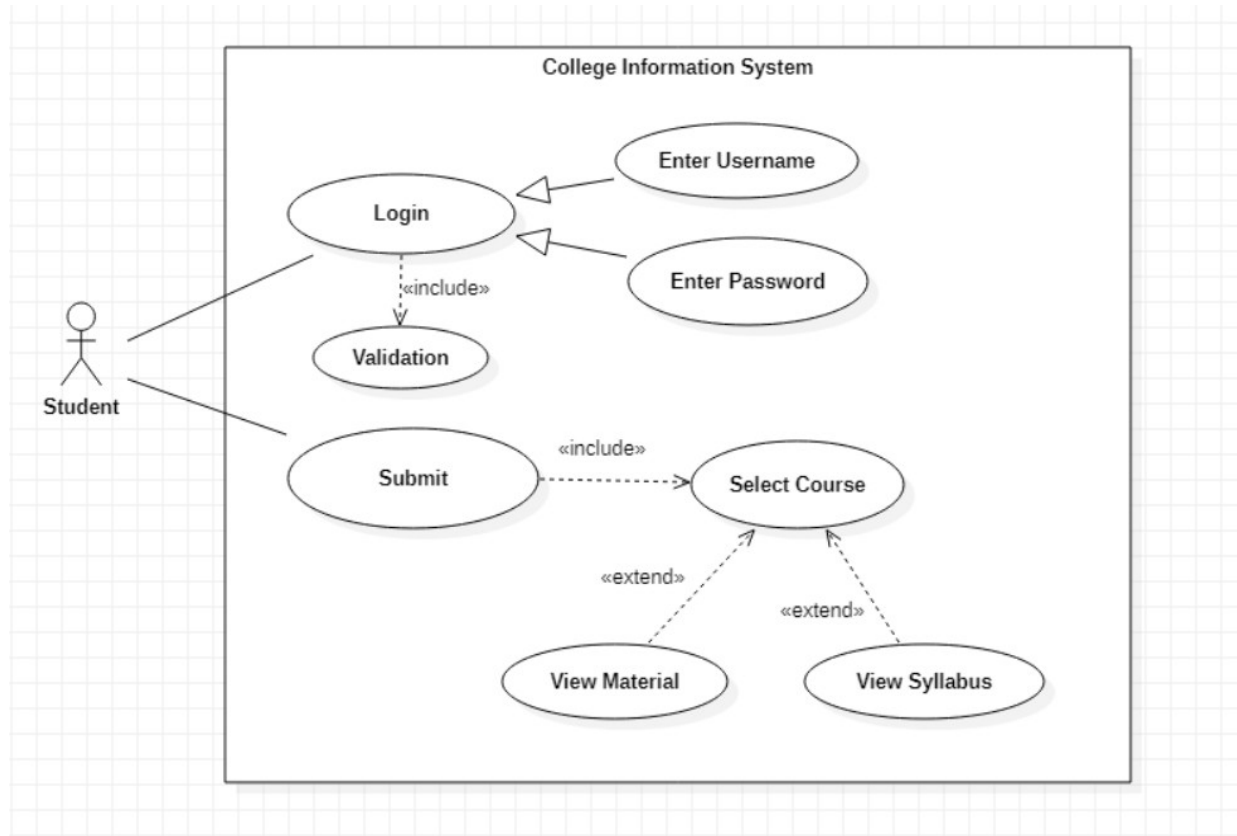 College Information System
Enter Username
Login
Enter Password
«include»
Validation
Student
«include»
Submit
Select Course
«extend»
«extend»
View Material
View Syllabus